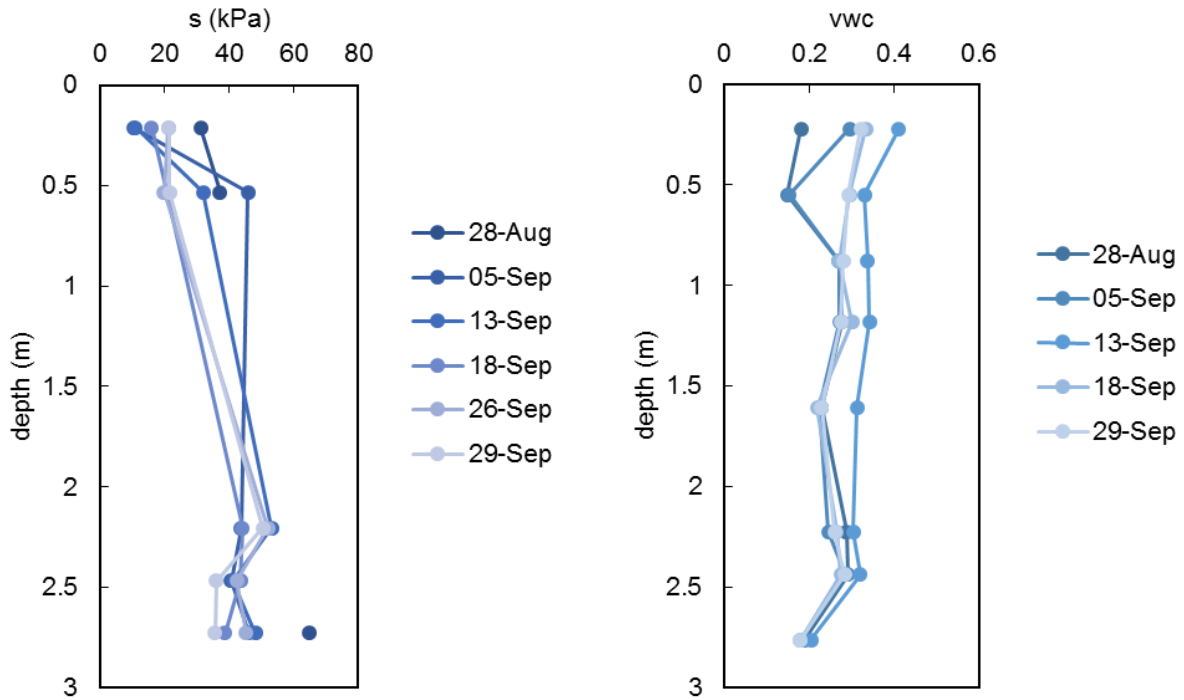 s (kPa)
0 20 40 60 80
0
0.5
1
1.5
2
2.5
3
depth (m)
28-Aug
05-Sep
13-Sep
18-Sep
26-Sep
29-Sep
vwc
0 0.2 0.4 0.6
0
0.5
1
1.5
2
2.5
3
depth (m)
28-Aug
05-Sep
13-Sep
18-Sep
29-Sep